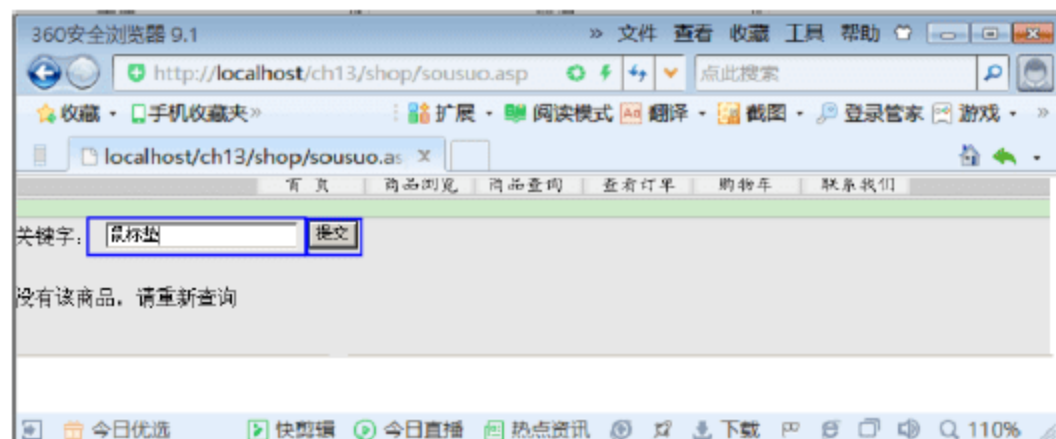 360安全浏览器 9.1 » 文件 查看 收藏 工具 帮助
http://localhost/ch13/shop/sousuo.asp 点此搜索
收藏 手机收藏夹» 扩展 阅读模式 翻译 截图 登录管家 游戏 »
localhost/ch13/shop/sousuo.as ×
首 页 商品浏览 商品查询 查看订单 购物车 联系我们
关键字: 鼠标垫 提交
没有该商品，请重新查询
今日优选 快剪辑 今日直播 热点资讯 下载 110%